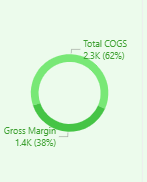 Total COGS
2.3K (62%)
Gross Margin
1.4K (38%)